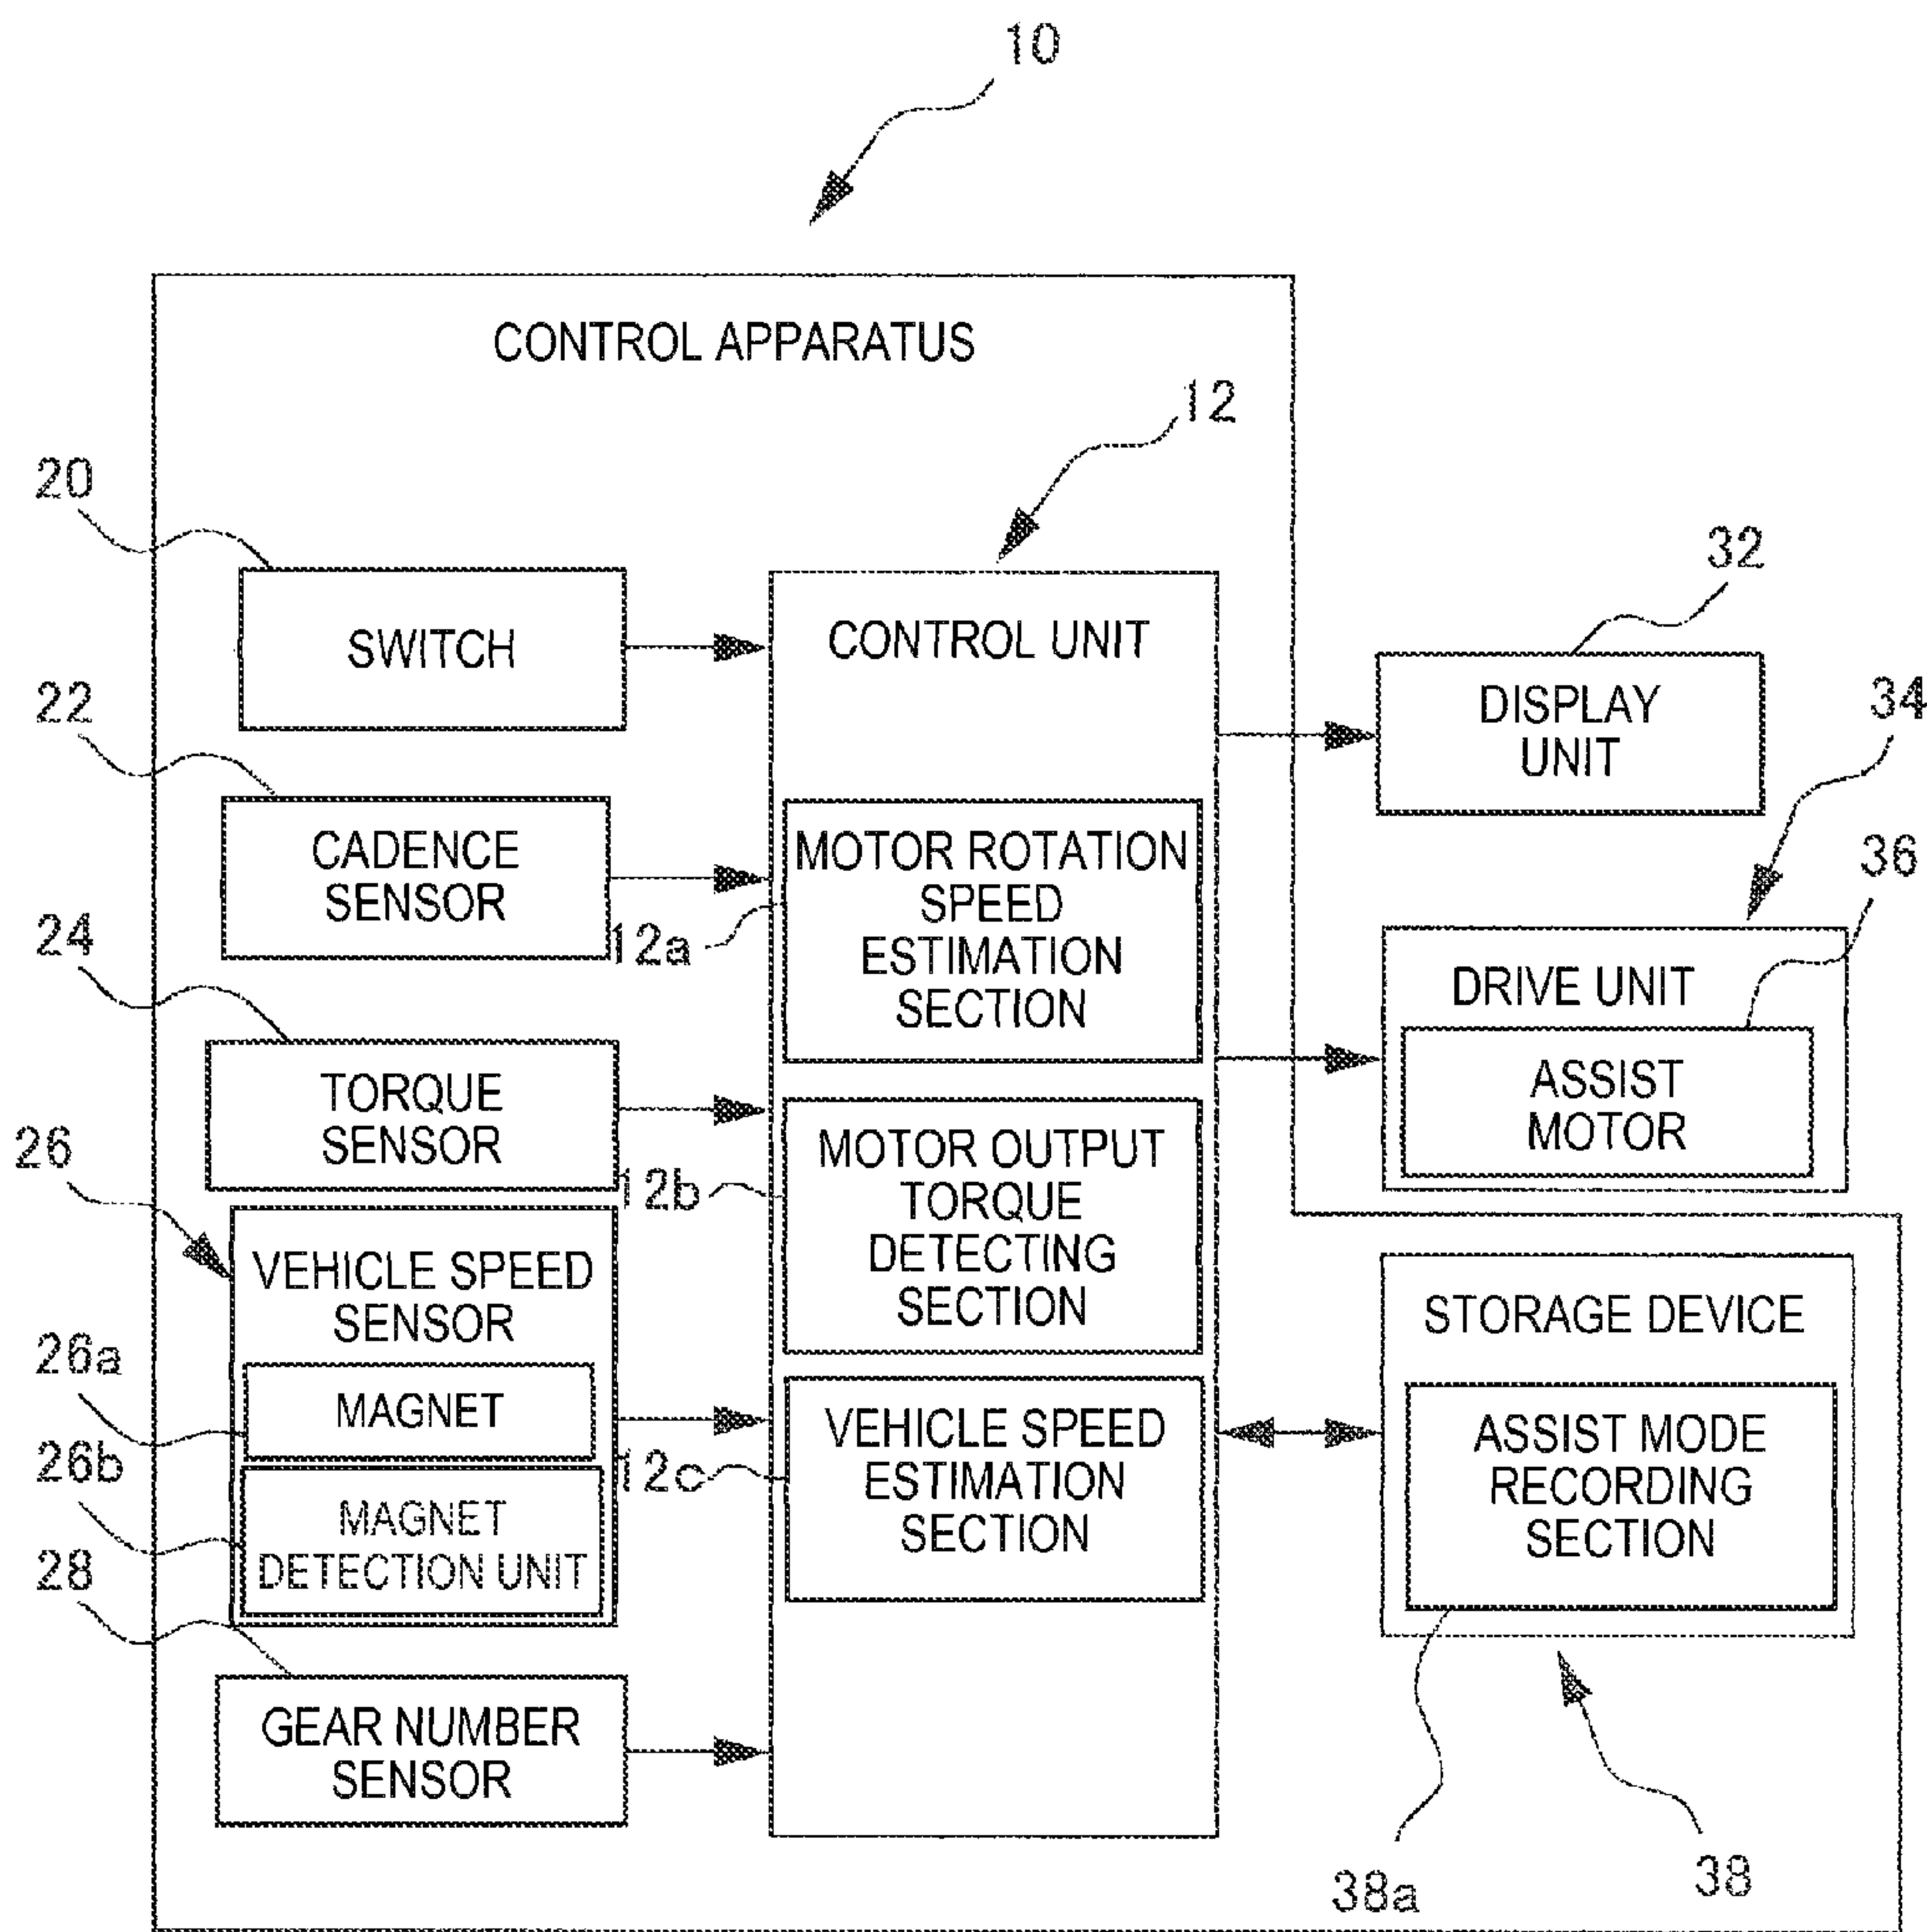 10
CONTROL APPARATUS
12
20
SWITCH
CONTROL UNIT
32
DISPLAY
UNIT
22
CADENCE
SENSOR
12a
MOTOR ROTATION
SPEED
ESTIMATION
SECTION
34
36
DRIVE UNIT
ASSIST
MOTOR
24
TORQUE
SENSOR
12b
MOTOR OUTPUT
TORQUE
DETECTING
SECTION
26
VEHICLE SPEED
SENSOR
26a
MAGNET
26b
MAGNET
DETECTION UNIT
12c
VEHICLE SPEED
ESTIMATION
SECTION
STORAGE DEVICE
ASSIST MODE
RECORDING
SECTION
28
GEAR NUMBER
SENSOR
38a
38